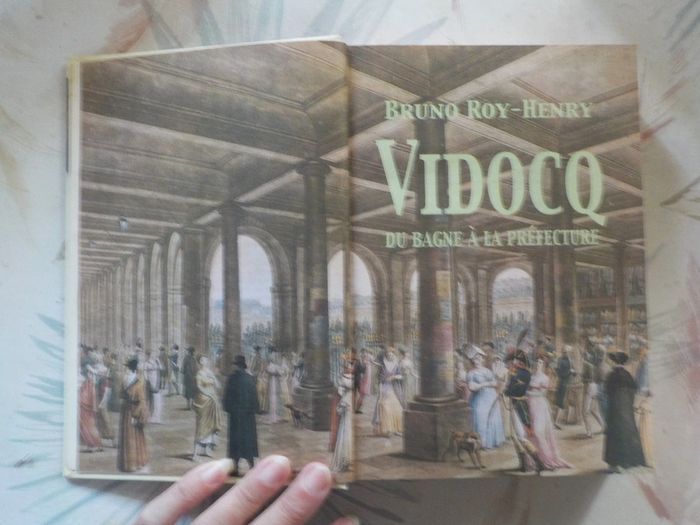 BRUNO ROY-HENRY
VIDOCQ
DU BAGNE À LA PRÉFECTURE